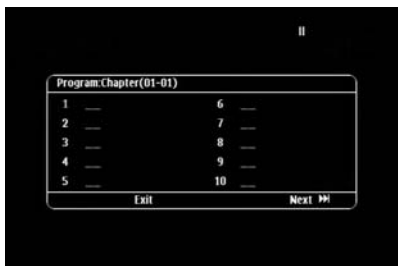 Program:Chapter(01-01)
1 __ 6 __
2 __ 7 __
3 __ 8 __
4 __ 9 __
5 __ 10 __
Exit Next